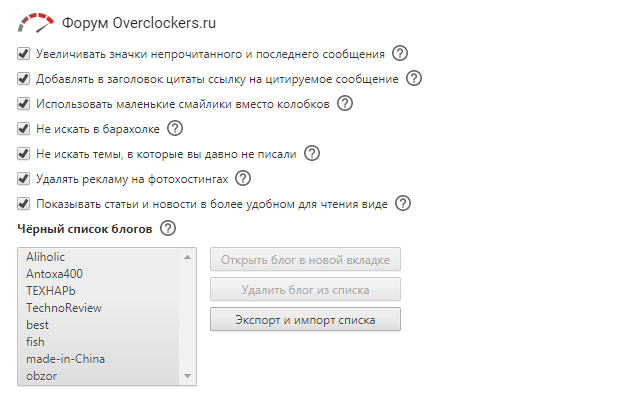 Форум Overclockers.ru
Увеличивать значки непрочитанного и последнего сообщения ?
Добавлять в заголовок цитаты ссылку на цитируемое сообщение ?
Использовать маленькие смайлики вместо колобков ?
Не искать в барахолке ?
Не искать темы, в которые вы давно не писали ?
Удалять рекламу на фотохостингах ?
Показывать статьи и новости в более удобном для чтения виде ?
Чёрный список блогов ?
Aliholic
Antoxa400
TEXHAPb
TechnoReview
best
fish
made-in-China
obzor
Открыть блог в новой вкладке
Удалить блог из списка
Экспорт и импорт списка